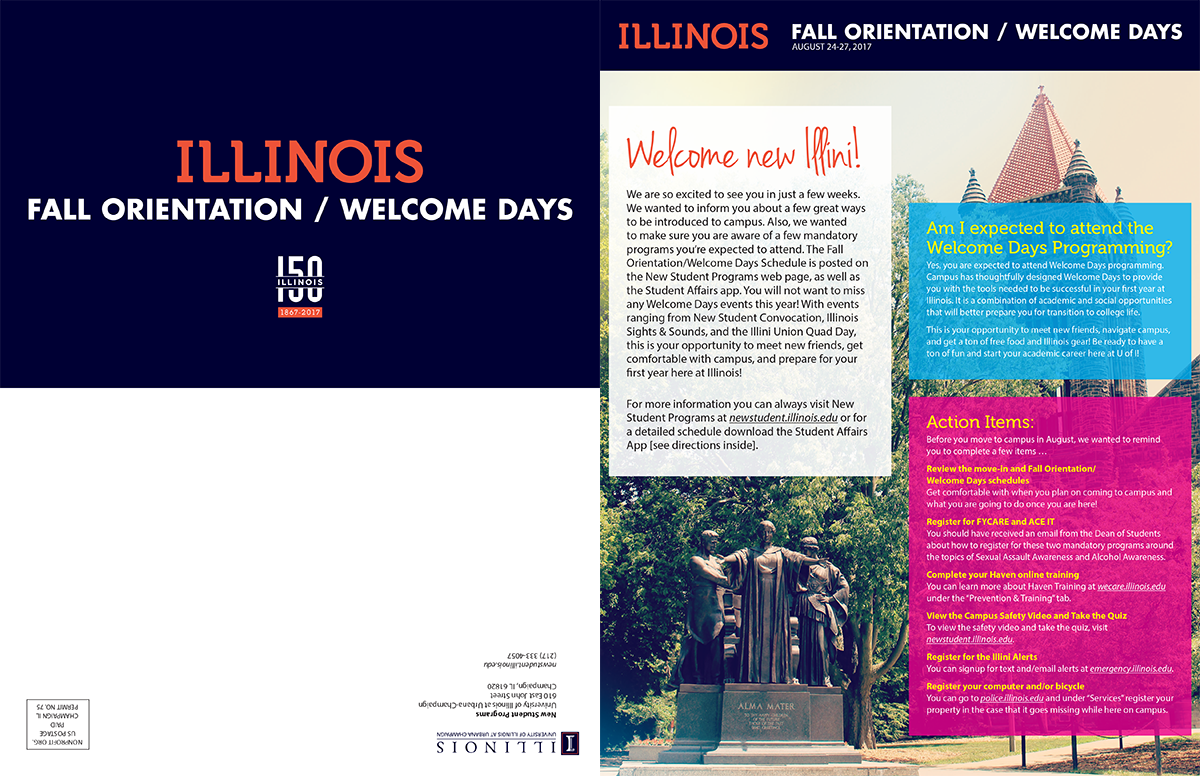 ILLINOIS
FALL ORIENTATION / WELCOME DAYS
150
ILLINOIS
1867-2017
(217) 333-4057
newstudent.illinois.edu
Champaign, IL 61820
610 East John Street
University of Illinois at Urbana-Champaign
New Student Programs
UNIVERSITY OF ILLINOIS AT URBANA-CHAMPAIGN
ILLINOIS
I
NONPROFIT ORG.
US POSTAGE
PAID
CHAMPAIGN IL
PERMIT NO. 75
ILLINOIS
FALL ORIENTATION / WELCOME DAYS
AUGUST 24-27, 2017
Welcome new Illini!
We are so excited to see you in just a few weeks.
We wanted to inform you about a few great ways
to be introduced to campus. Also, we wanted
to make sure you are aware of a few mandatory
programs you're expected to attend. The Fall
Orientation/Welcome Days Schedule is posted on
the New Student Programs web page, as well as
the Student Affairs app. You will not want to miss
any Welcome Days events this year! With events
ranging from New Student Convocation, Illinois
Sights & Sounds, and the Illini Union Quad Day,
this is your opportunity to meet new friends, get
comfortable with campus, and prepare for your
first year here at Illinois!
For more information you can always visit New
Student Programs at newstudent.illinois.edu or for
a detailed schedule download the Student Affairs
App [see directions inside].
Am I expected to attend the
Welcome Days Programming?
Yes, you are expected to attend Welcome Days programming.
Campus has thoughtfully designed Welcome Days to provide
you with the tools needed to be successful in your first year at
Illinois. It is a combination of academic and social opportunities
that will better prepare you for transition to college life.
This is your opportunity to meet new friends, navigate campus,
and get a ton of free food and Illinois gear! Be ready to have a
ton of fun and start your academic career here at U of I!
Action Items:
Before you move to campus in August, we wanted to remind
you to complete a few items …
Review the move-in and Fall Orientation/
Welcome Days schedules
Get comfortable with when you plan on coming to campus and
what you are going to do once you are here!
Register for FYCARE and ACE IT
You should have received an email from the Dean of Students
about how to register for these two mandatory programs around
the topics of Sexual Assault Awareness and Alcohol Awareness.
Complete your Haven online training
You can learn more about Haven Training at wecare.illinois.edu
under the "Prevention & Training" tab.
View the Campus Safety Video and Take the Quiz
To view the safety video and take the quiz, visit
newstudent.illinois.edu.
Register for the Illini Alerts
You can signup for text and/email alerts at emergency.illinois.edu.
Register your computer and/or bicycle
You can go to police.illinois.edu and under "Services" register your
property in the case that it goes missing while here on campus.
ALMA MATER